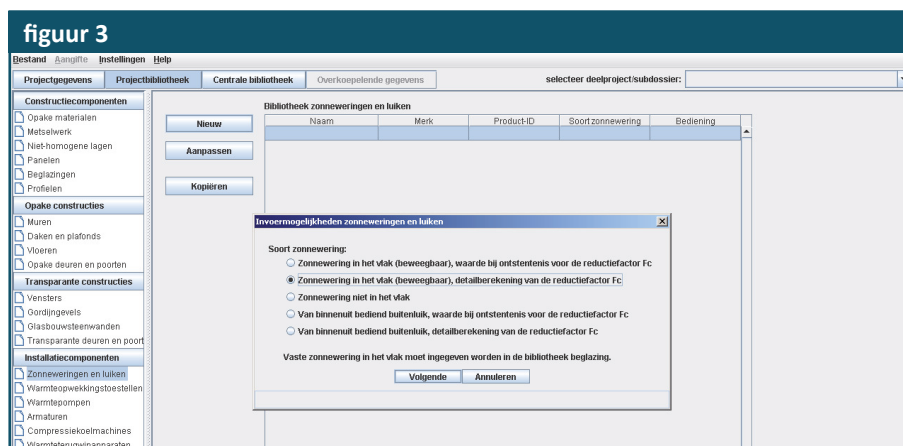 figuur 3
Bestand Aangifte Instellingen Help
Projectgegevens Projectbibliotheek Centrale bibliotheek Overkoepelende gegevens selecteer deelproject/subdossier:
Constructiecomponenten
Opake materialen
Metselwerk
Niet-homogene lagen
Panelen
Beglazingen
Profielen
Opake constructies
Muren
Daken en plafonds
Vloeren
Opake deuren en poorten
Transparante constructies
Vensters
Gordijngevels
Glasbouwsteenwanden
Transparante deuren en poort
Installatiecomponenten
Zonneweringen en luiken
Warmteopwekkingstoestellen
Warmtepompen
Armaturen
Compressiekoelmachines
Warmteterugwinapparaten
Nieuw
Aanpassen
Kopiëren
Bibliotheek zonneweringen en luiken
Naam Merk Product-ID Soort zonnewering Bediening
Invoermogelijkheden zonneweringen en luiken
Soort zonnewering:
Zonnewering in het vlak (beweegbaar), waarde bij ontstentenis voor de reductiefactor Fc
Zonnewering in het vlak (beweegbaar), detailberekening van de reductiefactor Fc
Zonnewering niet in het vlak
Van binnenuit bediend buitenluik, waarde bij ontstentenis voor de reductiefactor Fc
Van binnenuit bediend buitenluik, detailberekening van de reductiefactor Fc
Vaste zonnewering in het vlak moet ingegeven worden in de bibliotheek beglazing.
Volgende Annuleren